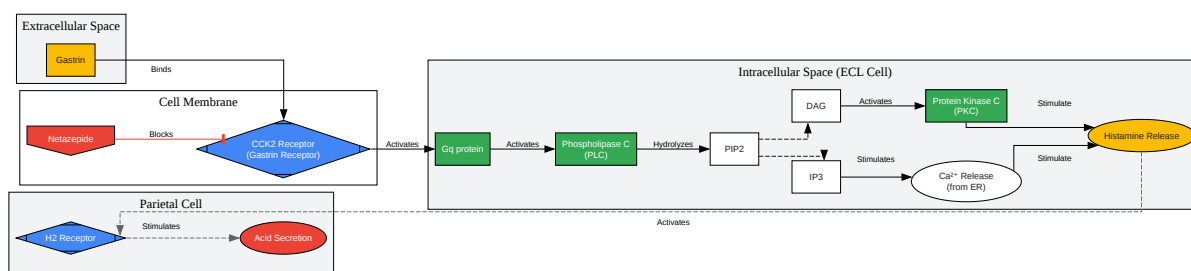 Extracellular Space
Gastrin
Binds
Cell Membrane
Netazepide
Blocks
CCK2 Receptor
(Gastrin Receptor)
Activates
Intracellular Space (ECL Cell)
Gq protein
Activates
Phospholipase C
(PLC)
Hydrolyzes
PIP2
DAG
Activates
Protein Kinase C
(PKC)
Stimulate
IP3
Stimulates
Ca²⁺ Release
(from ER)
Stimulate
Histamine Release
Activates
Parietal Cell
H2 Receptor
Stimulates
Acid Secretion